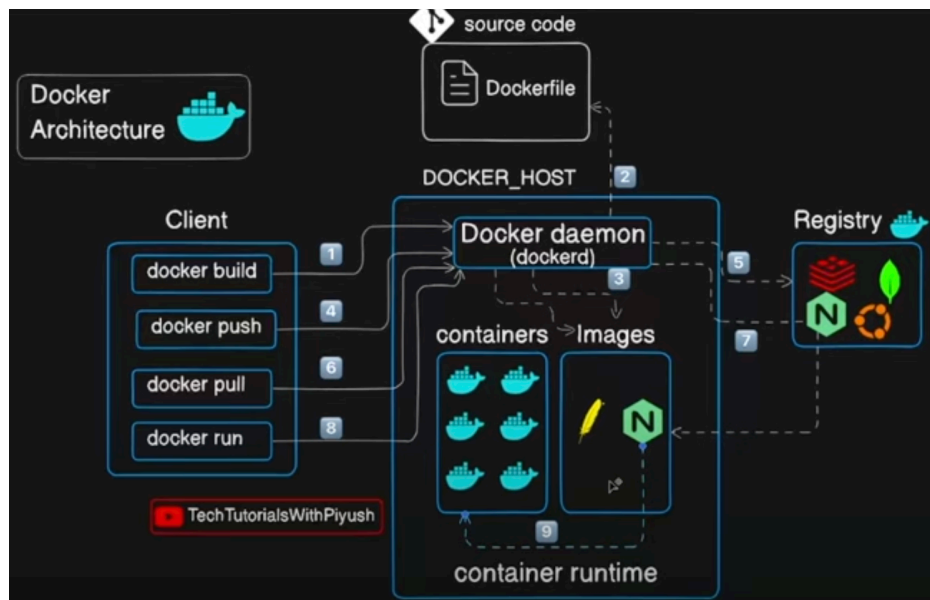 source code
Dockerfile
Docker
Architecture
DOCKER_HOST
2
Client
Docker daemon
(dockerd)
Registry
1
docker build
5
3
4
docker push
containers
Images
N
7
6
docker pull
N
8
docker run
TechTutorialsWithPiyush
9
container runtime